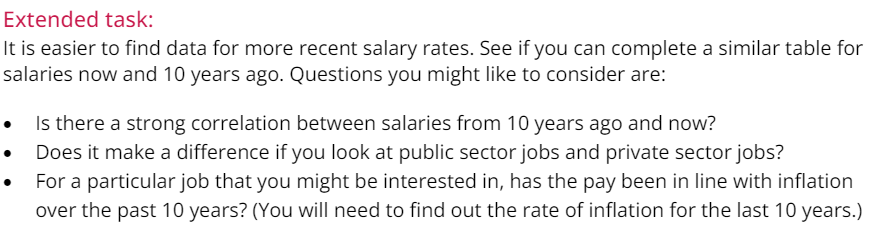 Extended task:
It is easier to find data for more recent salary rates. See if you can complete a similar table for
salaries now and 10 years ago. Questions you might like to consider are:
• Is there a strong correlation between salaries from 10 years ago and now?
• Does it make a difference if you look at public sector jobs and private sector jobs?
• For a particular job that you might be interested in, has the pay been in line with inflation
over the past 10 years? (You will need to find out the rate of inflation for the last 10 years.)